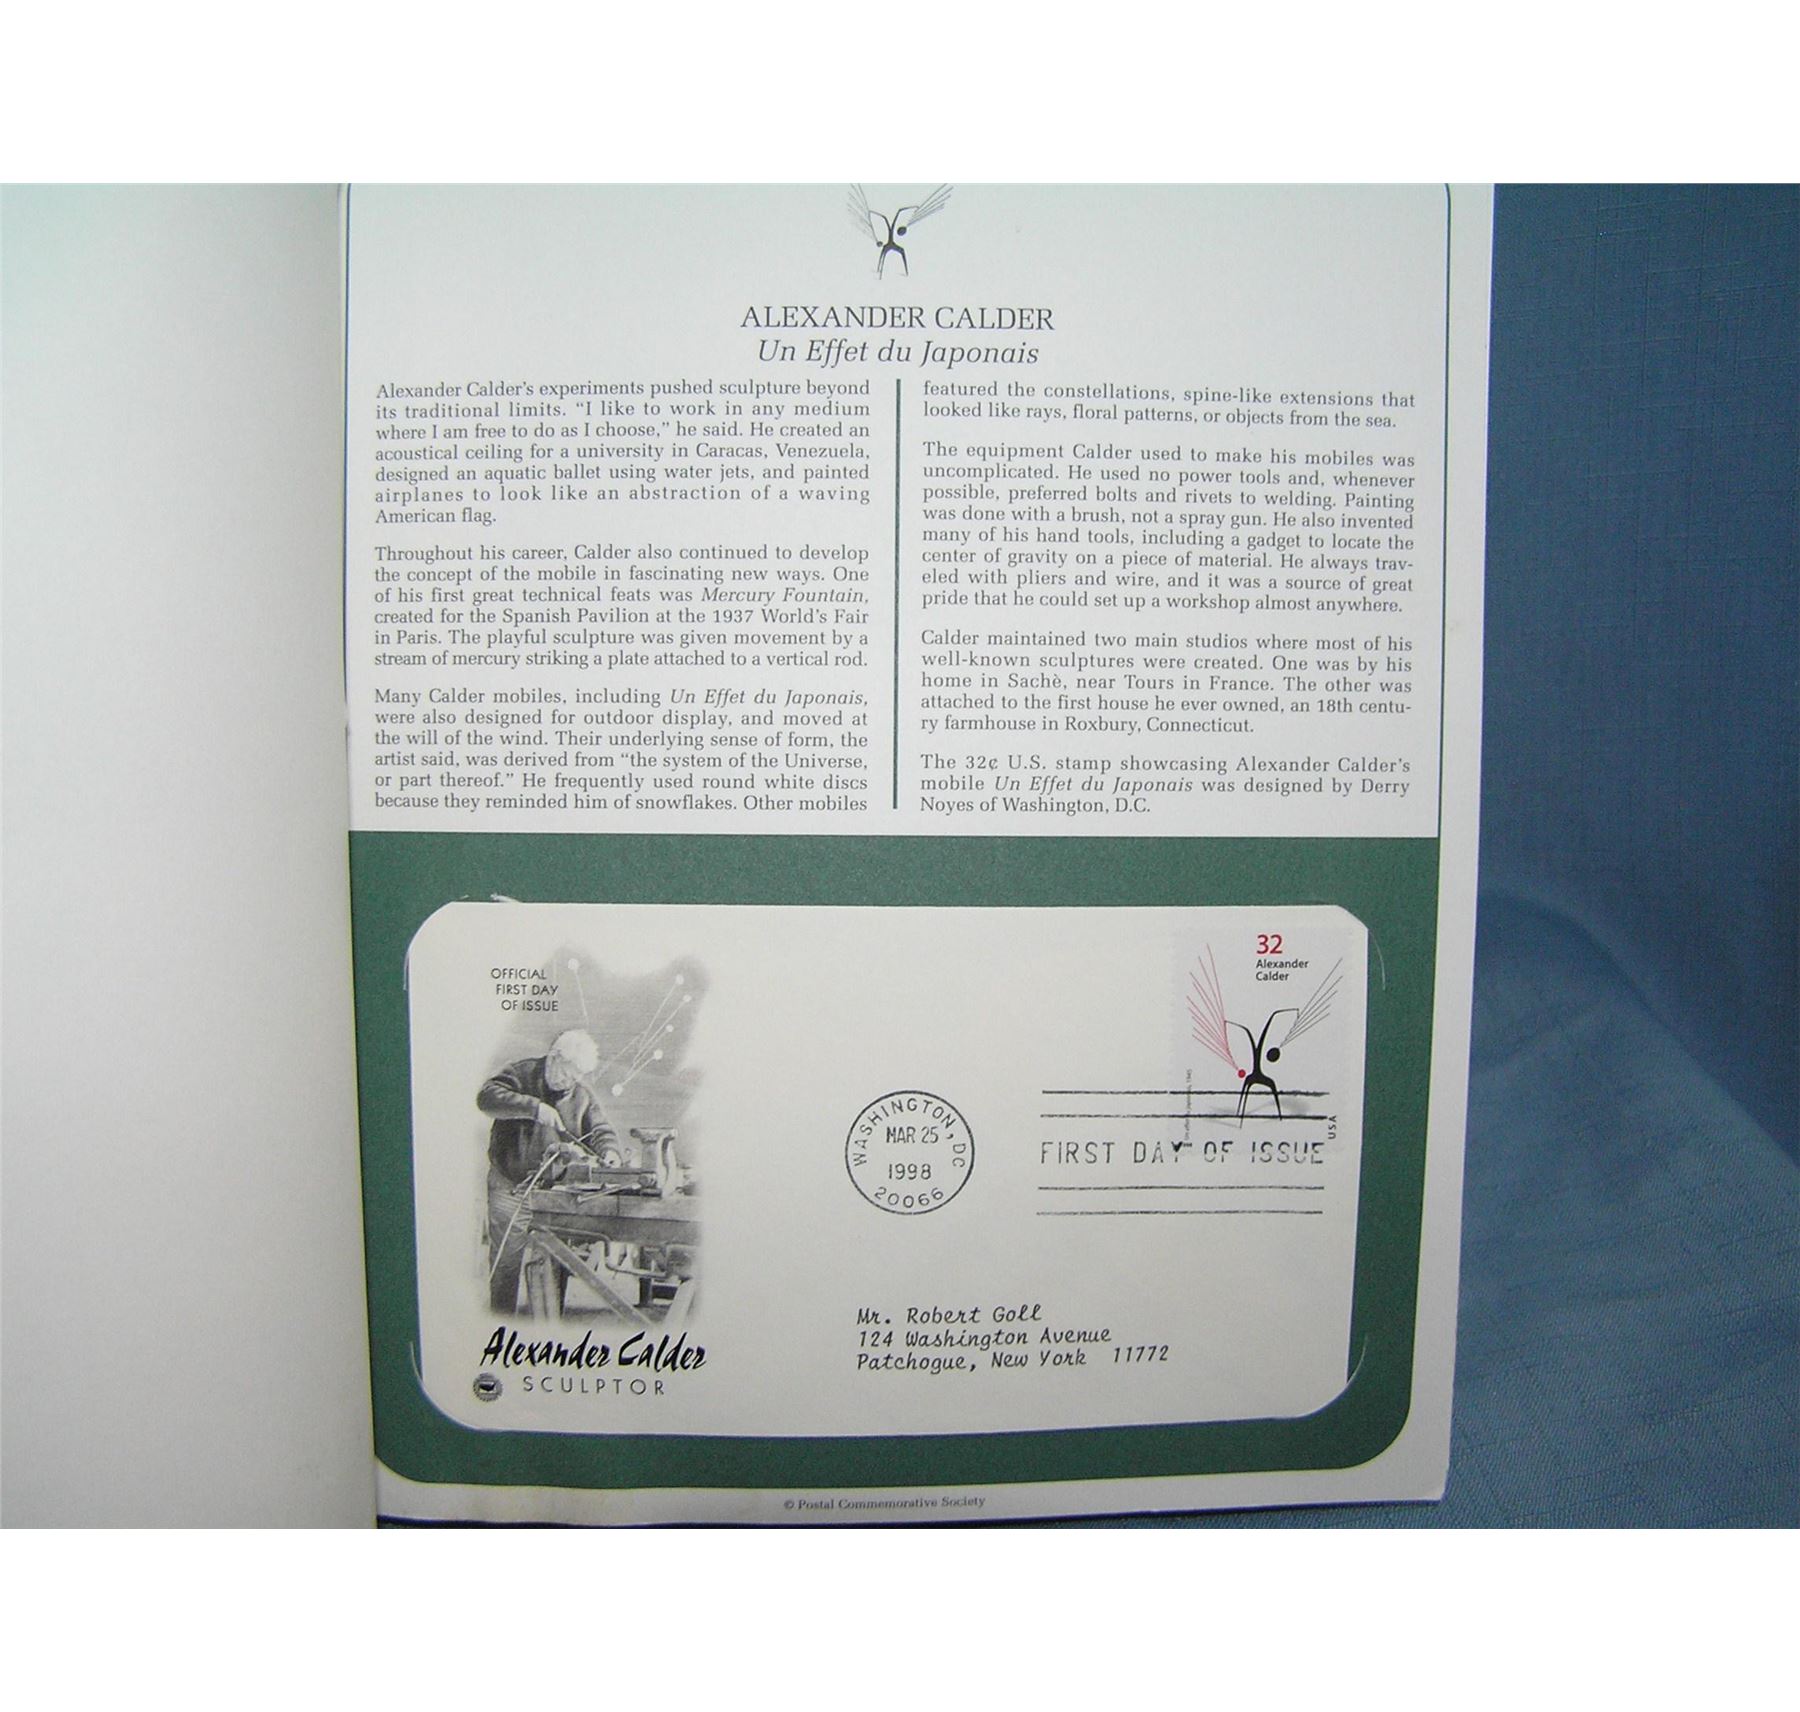 ALEXANDER CALDER
Un Effet du Japonais
Alexander Calder's experiments pushed sculpture beyond
its traditional limits. “I like to work in any medium
where I am free to do as I choose,” he said. He created an
acoustical ceiling for a university in Caracas, Venezuela,
designed an aquatic ballet using water jets, and painted
airplanes to look like an abstraction of a waving
American flag.
Throughout his career, Calder also continued to develop
the concept of the mobile in fascinating new ways. One
of his first great technical feats was Mercury Fountain,
created for the Spanish Pavilion at the 1937 World's Fair
in Paris. The playful sculpture was given movement by a
stream of mercury striking a plate attached to a vertical rod.
Many Calder mobiles, including Un Effet du Japonais,
were also designed for outdoor display, and moved at
the will of the wind. Their underlying sense of form, the
artist said, was derived from “the system of the Universe,
or part thereof.” He frequently used round white discs
because they reminded him of snowflakes. Other mobiles
featured the constellations, spine-like extensions that
looked like rays, floral patterns, or objects from the sea.
The equipment Calder used to make his mobiles was
uncomplicated. He used no power tools and, whenever
possible, preferred bolts and rivets to welding. Painting
was done with a brush, not a spray gun. He also invented
many of his hand tools, including a gadget to locate the
center of gravity on a piece of material. He always trav-
eled with pliers and wire, and it was a source of great
pride that he could set up a workshop almost anywhere.
Calder maintained two main studios where most of his
well-known sculptures were created. One was by his
home in Sachè, near Tours in France. The other was
attached to the first house he ever owned, an 18th centu-
ry farmhouse in Roxbury, Connecticut.
The 32¢ U.S. stamp showcasing Alexander Calder's
mobile Un Effet du Japonais was designed by Derry
Noyes of Washington, D.C.
OFFICIAL
FIRST DAY
OF ISSUE
Alexander Calder
SCULPTOR
32
Alexander
Calder
USA
WASHINGTON, DC
MAR 25
1998
20066
FIRST DAY OF ISSUE
Mr. Robert Goll
124 Washington Avenue
Patchogue, New York 11772
© Postal Commemorative Society